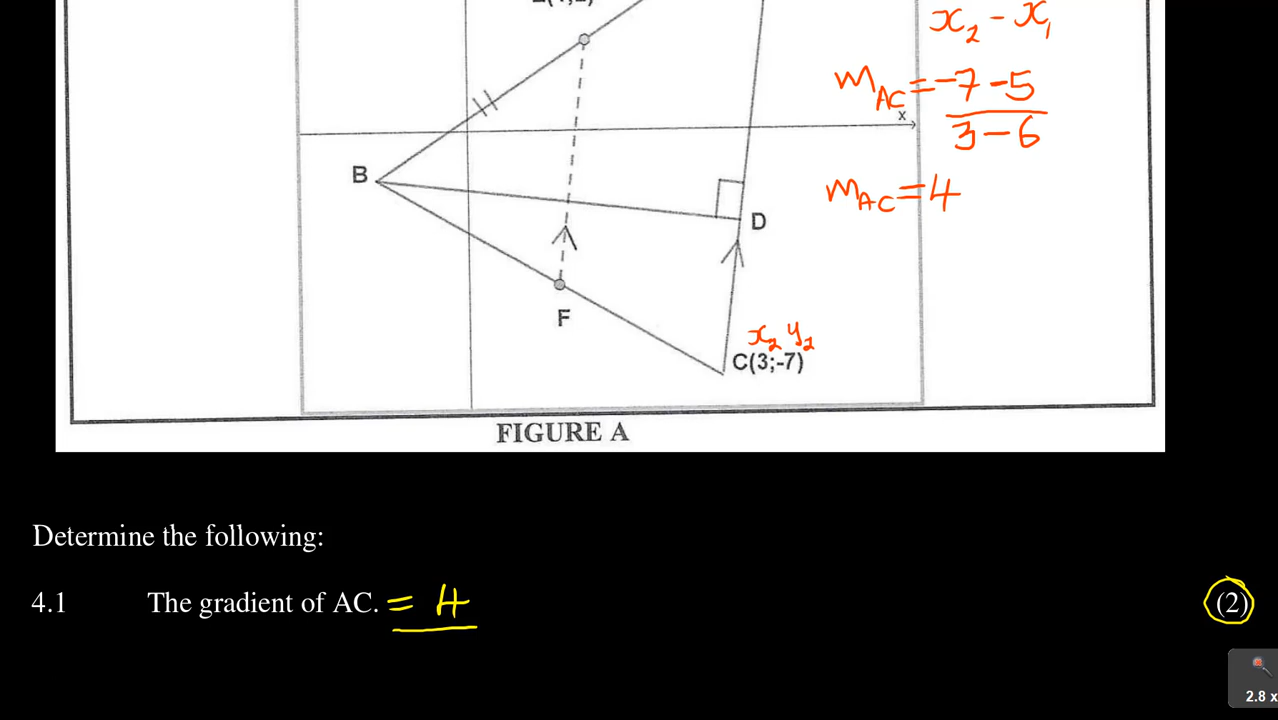 x₂ - x₁
m_AC = -7-5
3-6
x
B
m_AC = 4
D
F
x₂ y₂
C(3;-7)
FIGURE A
Determine the following:
4.1 The gradient of AC. = 4 (2)
2.8 x